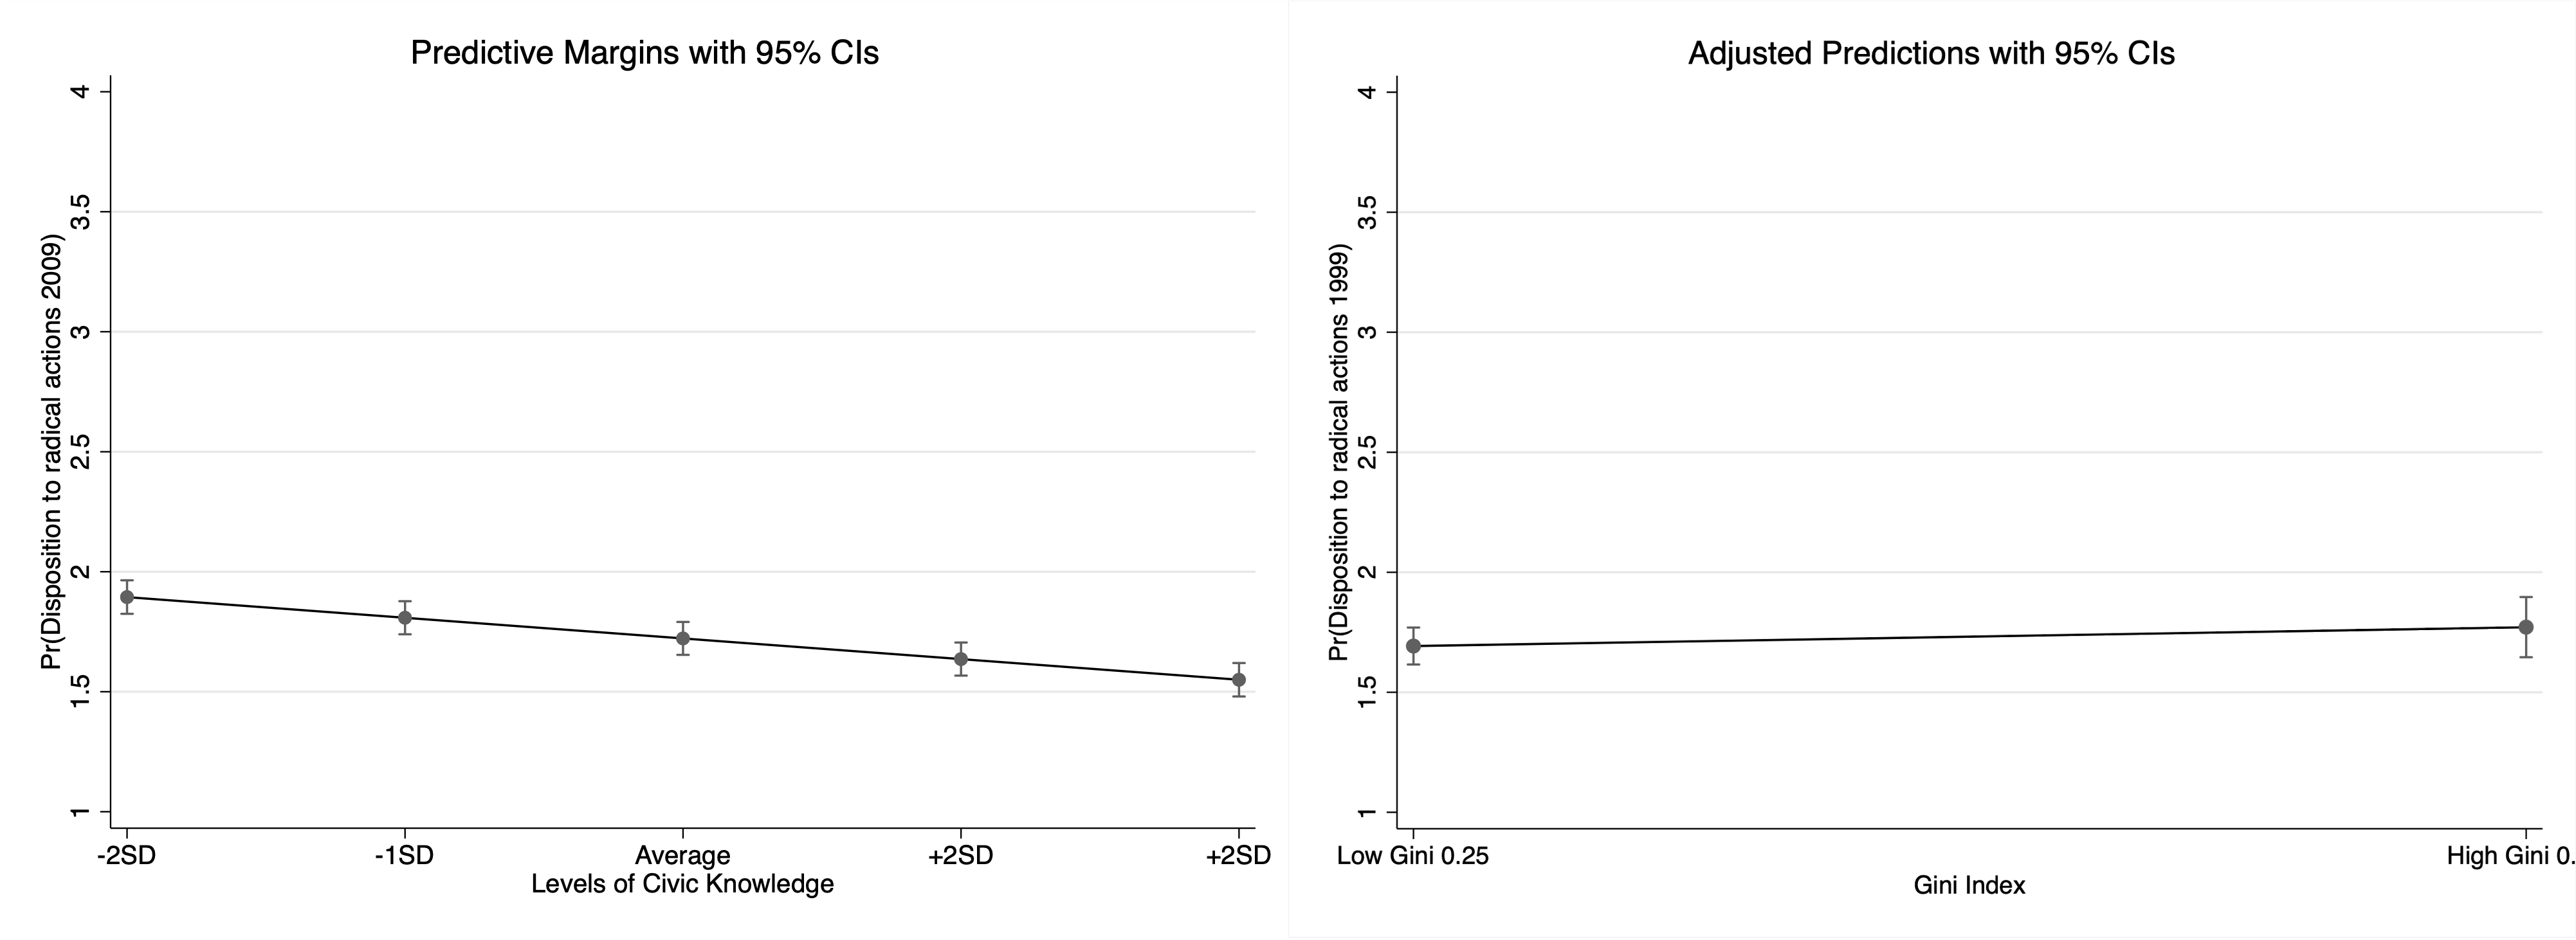 Predictive Margins with 95% CIs
Pr(Disposition to radical actions 2009)
4
3.5
3
2.5
2
1.5
1
-2SD -1SD Average +2SD +2SD
Levels of Civic Knowledge
Adjusted Predictions with 95% CIs
Pr(Disposition to radical actions 1999)
4
3.5
3
2.5
2
1.5
1
Low Gini 0.25 High Gini 0.
Gini Index